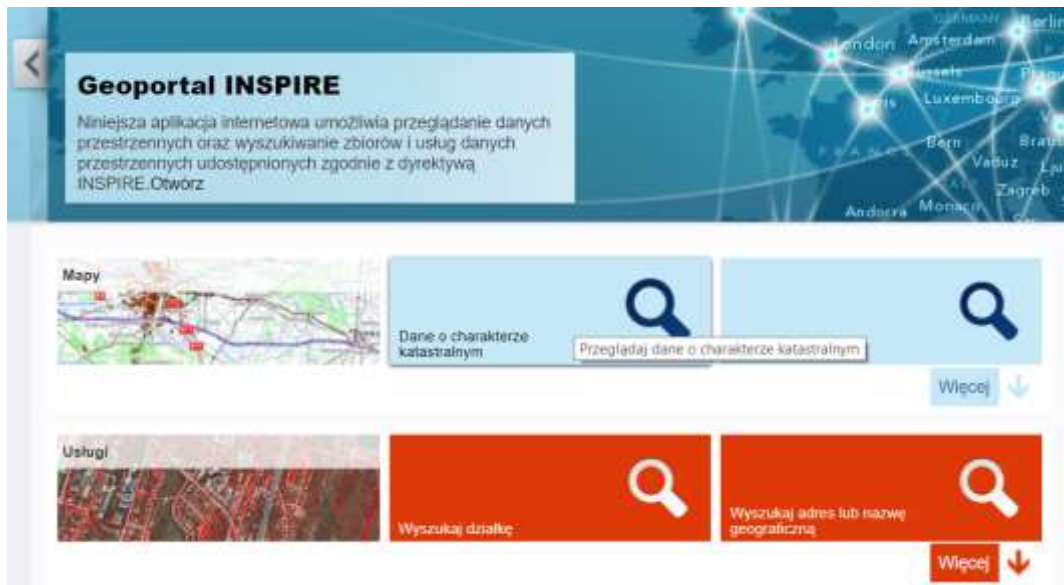 Geoportal INSPIRE
Niniejsza aplikacja internetowa umożliwia przeglądanie danych
przestrzennych oraz wyszukiwanie zbiorów i usług danych
przestrzennych udostępnionych zgodnie z dyrektywą
INSPIRE.Otwórz
GERMANY
Berlin
London
Amsterdam
Luxembourg
Bern
Vaduz
Zagreb
Andorra
Monaco
Mapy
Dane o charakterze
katastralnym
Przeglądaj dane o charakterze katastralnym
Więcej
Usługi
Wyszukaj działkę
Wyszukaj adres lub nazwę
geograficzną
Więcej